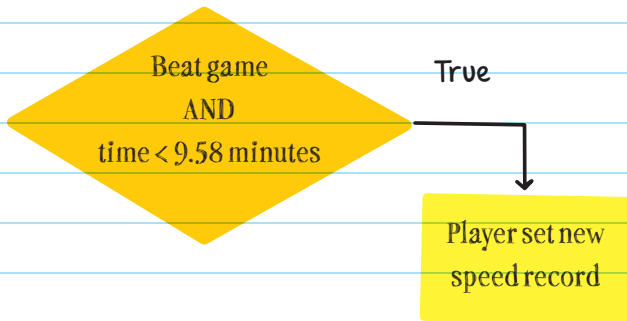 Beat game
AND
time < 9.58 minutes
True
Player set new
speed record